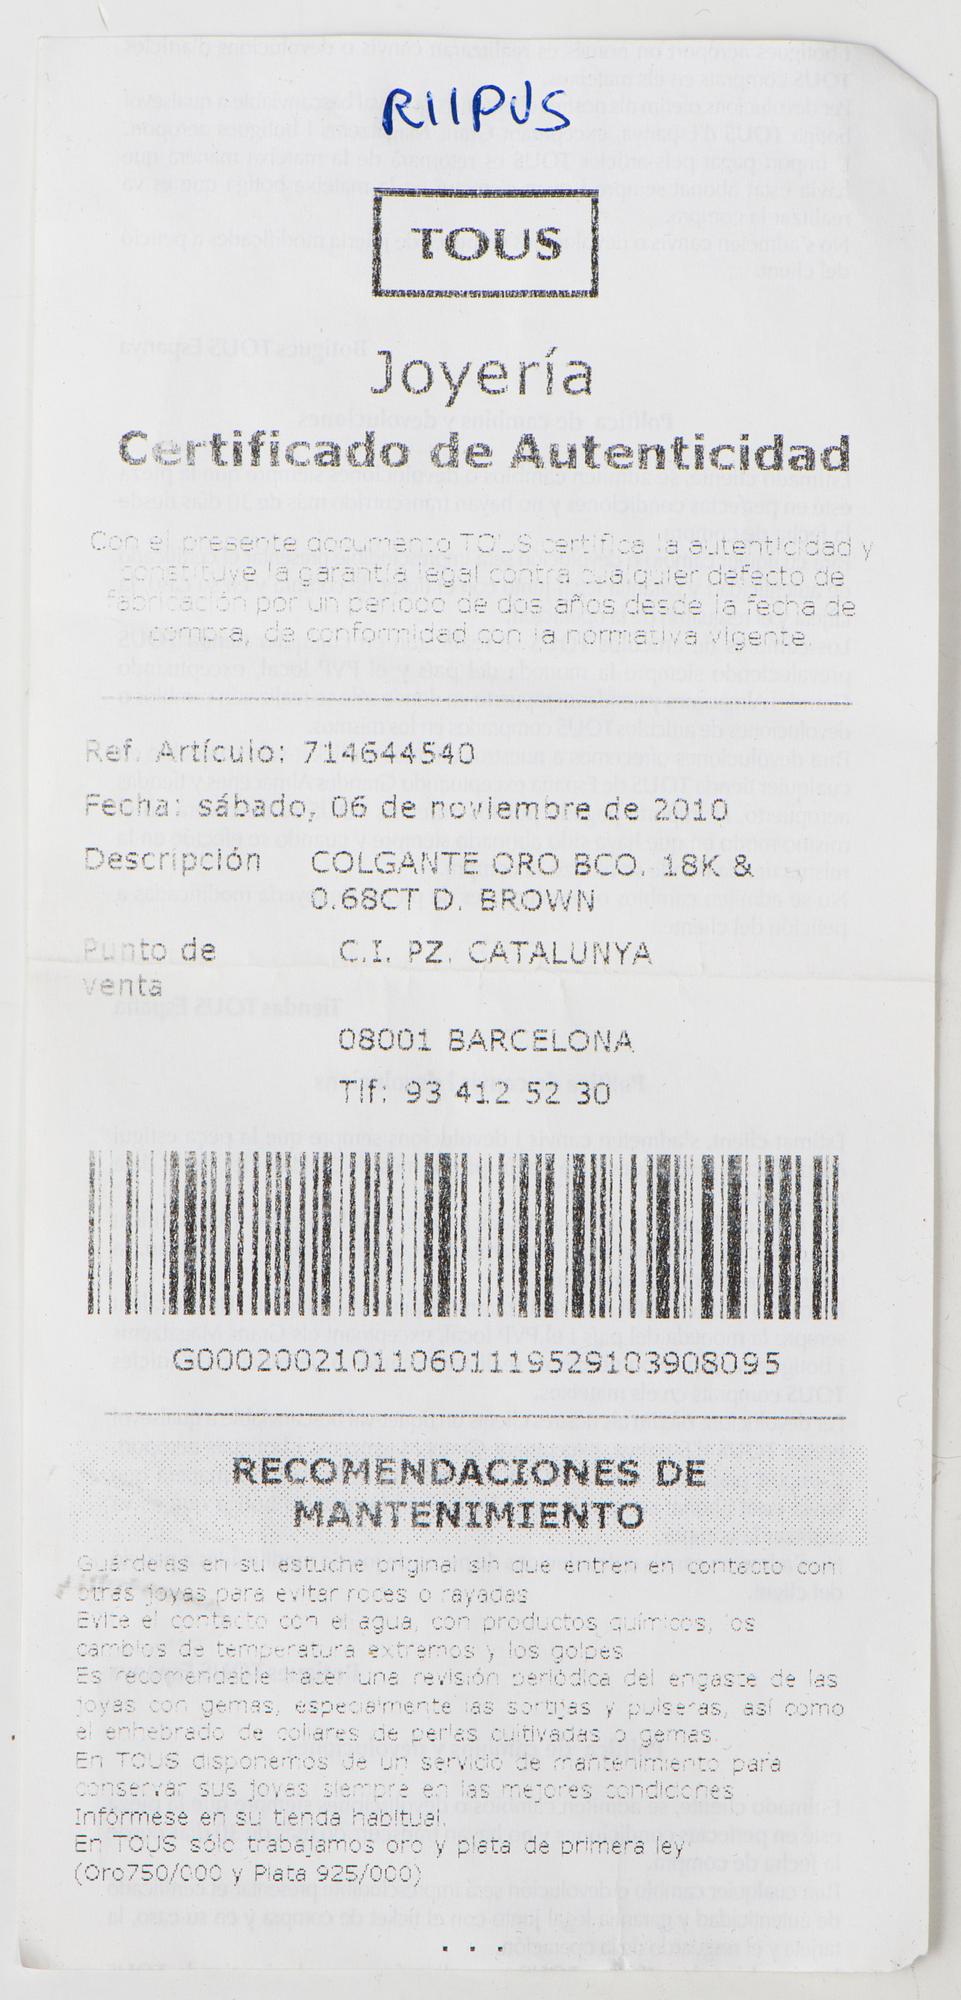 RIIPUS
TOUS
Joyería
Certificado de Autenticidad
Con el presente documento TOUS certifica la autenticidad y
constituye la garantía legal contra cualquier defecto de
fabricación por un periodo de dos años desde la fecha de
compra, de conformidad con la normativa vigente.
Ref. Artículo: 714644540
Fecha: sábado, 06 de noviembre de 2010
Descripción COLGANTE ORO BCO. 18K &
0.68CT D. BROWN
Punto de C.I. PZ. CATALUNYA
venta
08001 BARCELONA
Tlf: 93 412 52 30
G0002002101106011195291039080​95
RECOMENDACIONES DE
MANTENIMIENTO
Guárdelas en su estuche original sin que entren en contacto con
otras joyas para evitar roces o rayadas
Evite el contacto con el agua, con productos químicos, los
cambios de temperatura extremos y los golpes
Es recomendable hacer una revisión periódica del engaste de las
joyas con gemas, especialmente las sortijas y pulseras, así como
el enhebrado de collares de perlas cultivadas o gemas.
En TOUS disponemos de un servicio de mantenimiento para
conservar sus joyas siempre en las mejores condiciones
Infórmese en su tienda habitual.
En TOUS sólo trabajamos oro y plata de primera ley
(Oro750/000 y Plata 925/000)
...